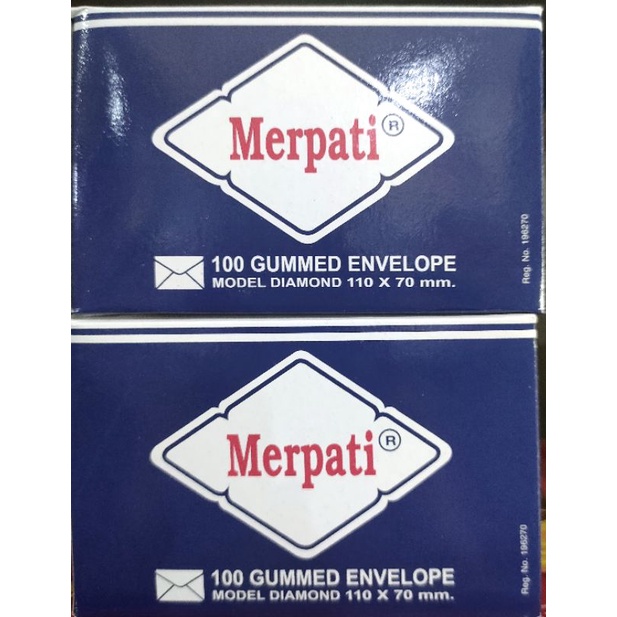 Merpati ®
100 GUMMED ENVELOPE
MODEL DIAMOND 110 X 70 mm.
Reg. No. 196270
Merpati ®
100 GUMMED ENVELOPE
MODEL DIAMOND 110 X 70 mm.
Reg. No. 196270